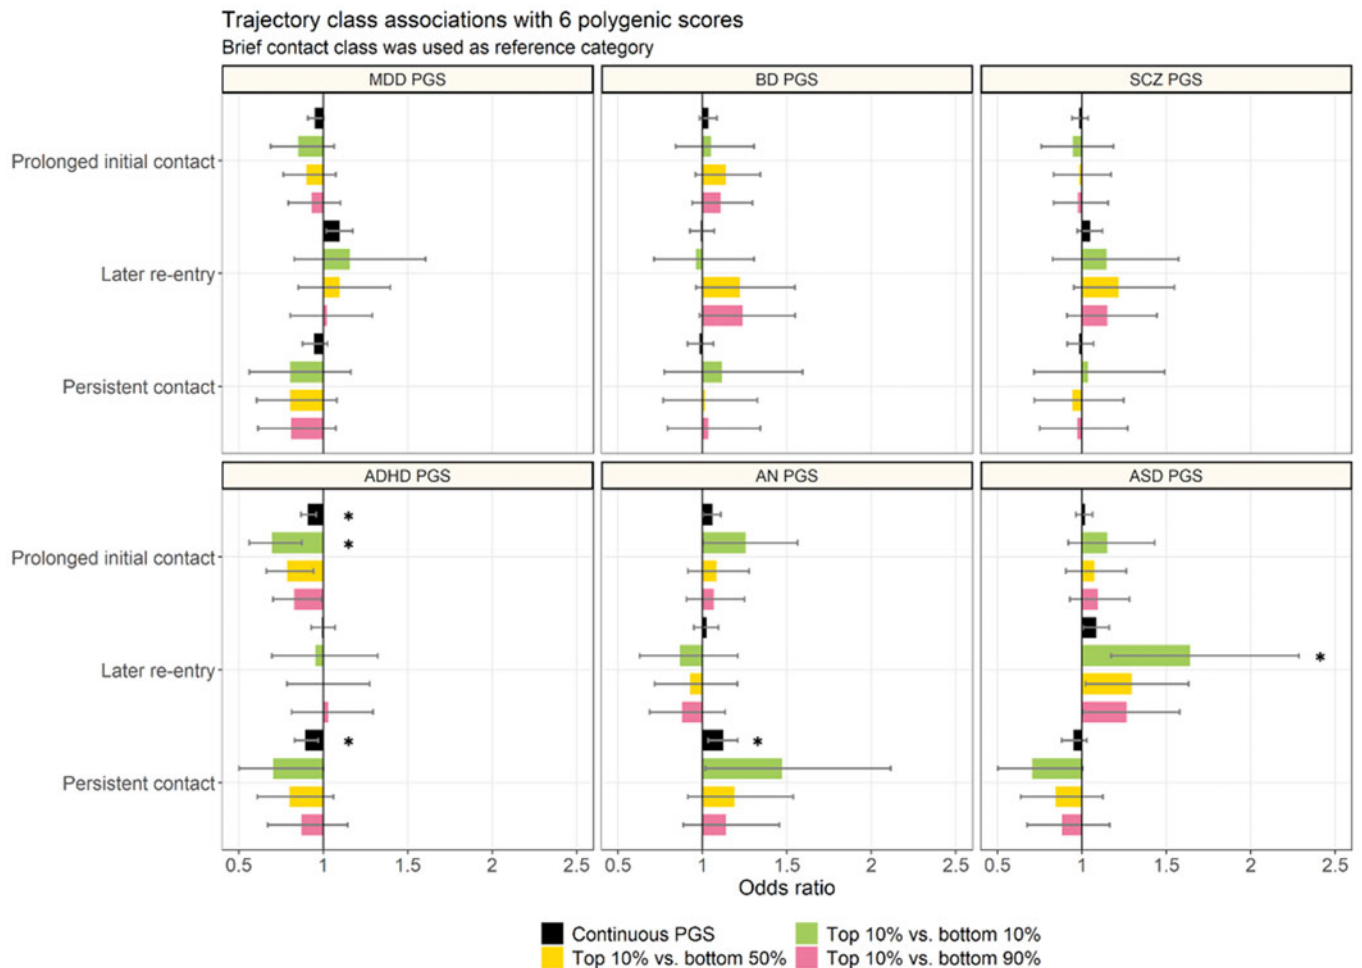 Trajectory class associations with 6 polygenic scores
Brief contact class was used as reference category
MDD PGS
BD PGS
SCZ PGS
Prolonged initial contact
Later re-entry
Persistent contact
ADHD PGS
AN PGS
ASD PGS
Prolonged initial contact
*
*
Later re-entry
*
Persistent contact
*
*
0.5 1 1.5 2 2.5
0.5 1 1.5 2 2.5
0.5 1 1.5 2 2.5
Odds ratio
Continuous PGS
Top 10% vs. bottom 10%
Top 10% vs. bottom 50%
Top 10% vs. bottom 90%